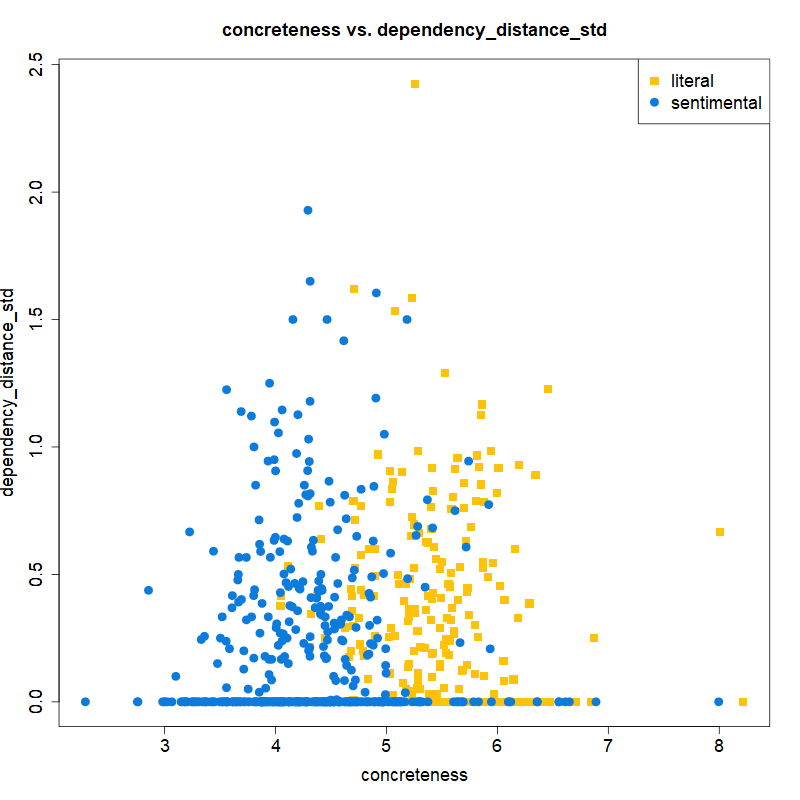 concreteness vs. dependency_distance_std
literal
sentimental
dependency_distance_std
2.5
2.0
1.5
1.0
0.5
0.0
3 4 5 6 7 8
concreteness